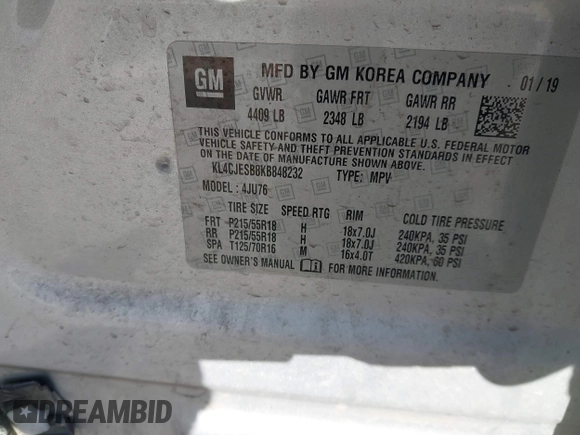 GM MFD BY GM KOREA COMPANY 01/19
GVWR GAWR FRT GAWR RR
4409 LB 2348 LB 2194 LB
THIS VEHICLE CONFORMS TO ALL APPLICABLE U.S. FEDERAL MOTOR
VEHICLE SAFETY AND THEFT PREVENTION STANDARDS IN EFFECT
ON THE DATE OF MANUFACTURE SHOWN ABOVE.
KL4CJESB8KB848232 TYPE: MPV
MODEL: 4JU76
TIRE SIZE SPEED RTG RIM COLD TIRE PRESSURE
FRT P215/55R18 H 18x7.0J 240KPA, 35 PSI
RR P215/55R18 H 18x7.0J 240KPA, 35 PSI
SPA T125/70R16 M 16x4.0T 420KPA, 60 PSI
SEE OWNER'S MANUAL FOR MORE INFORMATION.
DREAMBID